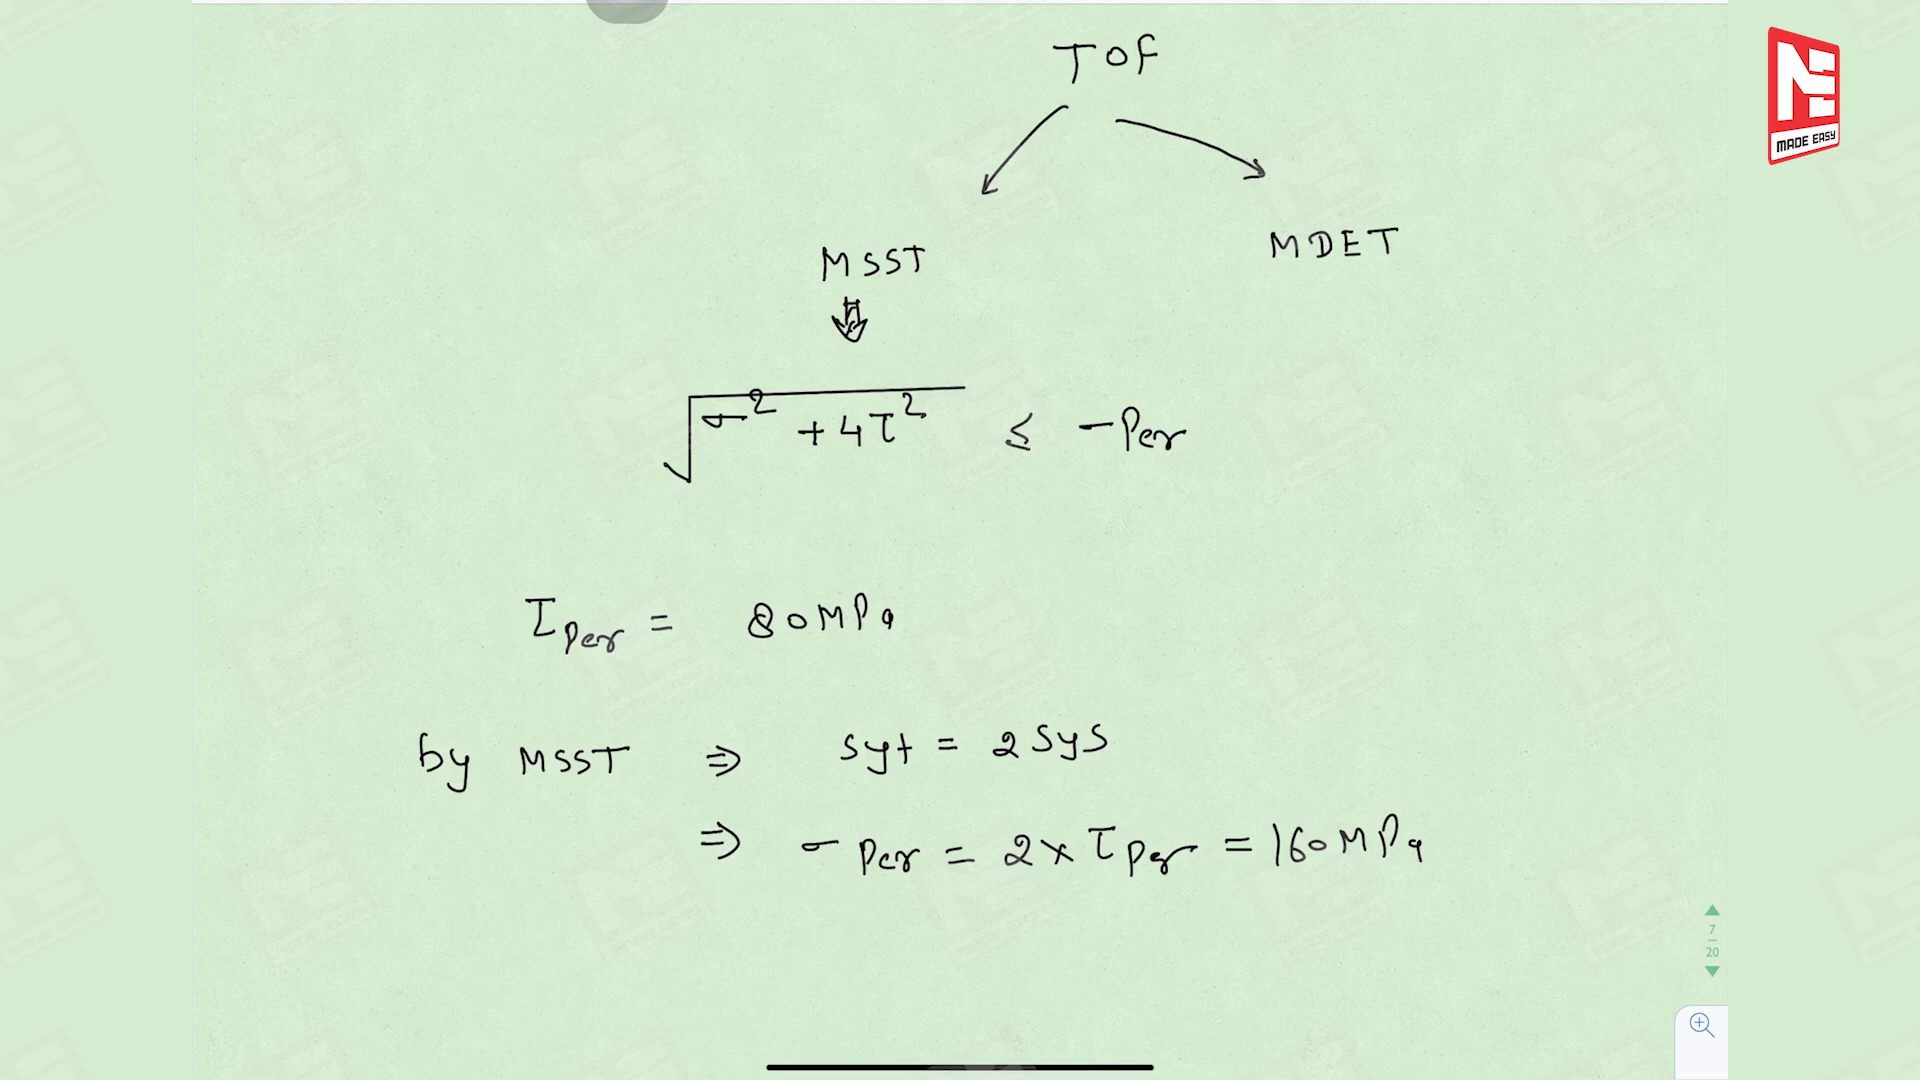 TOF
MADE EASY
MSST
MDET
√σ² + 4τ² ≤ σPer
τPer = 80MPa
by MSST ⇒ Syt = 2Sys
⇒ σPer = 2×τPer = 160MPa
7
20